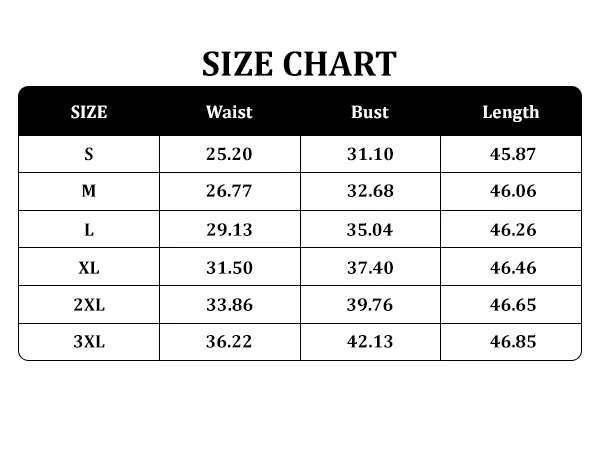 SIZE CHART
SIZE Waist Bust Length
S 25.20 31.10 45.87
M 26.77 32.68 46.06
L 29.13 35.04 46.26
XL 31.50 37.40 46.46
2XL 33.86 39.76 46.65
3XL 36.22 42.13 46.85